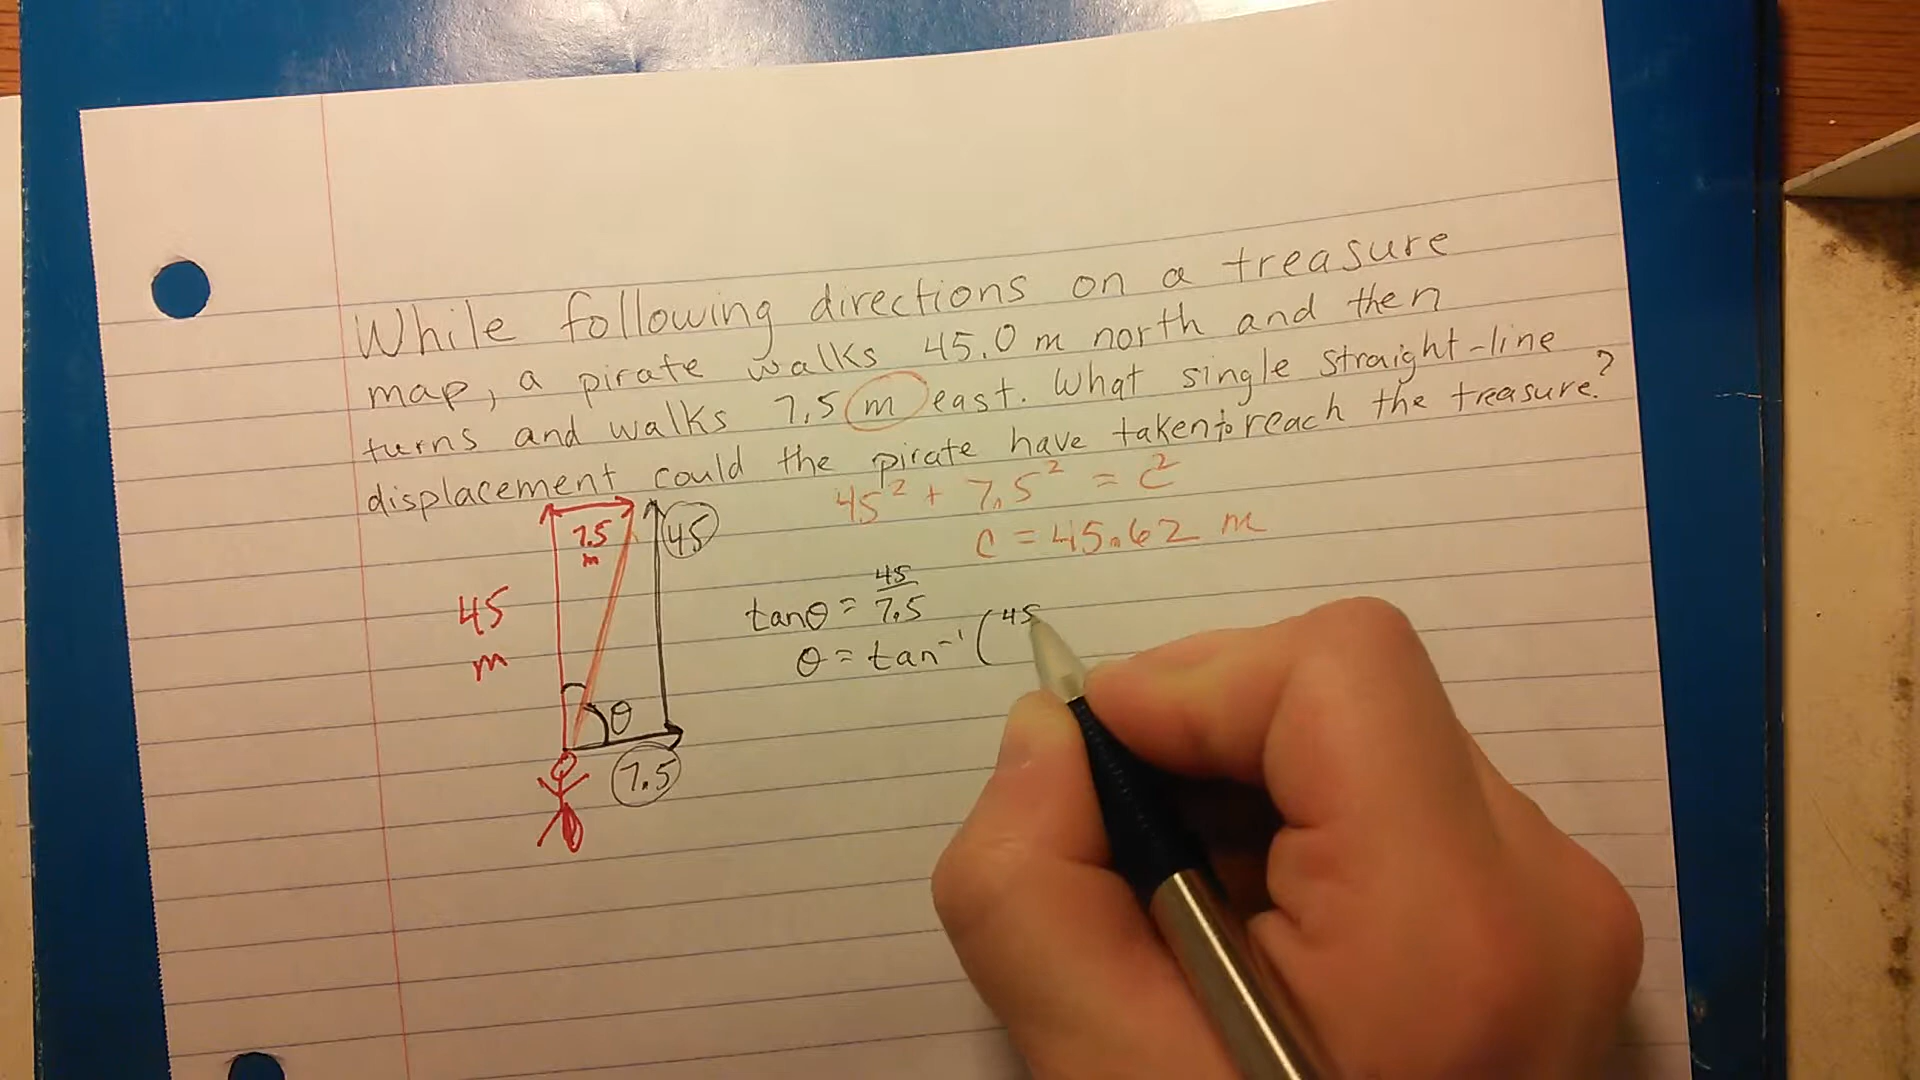 While following directions on a treasure
map, a pirate walks 45.0 m north and then
turns and walks 7.5 m east. What single straight-line
displacement could the pirate have taken to reach the treasure?
45² + 7.5² = c²
c = 45.62 m
7.5
m
45
45
m
tanθ = 45/7.5
θ = tan⁻¹ (45
θ
7.5